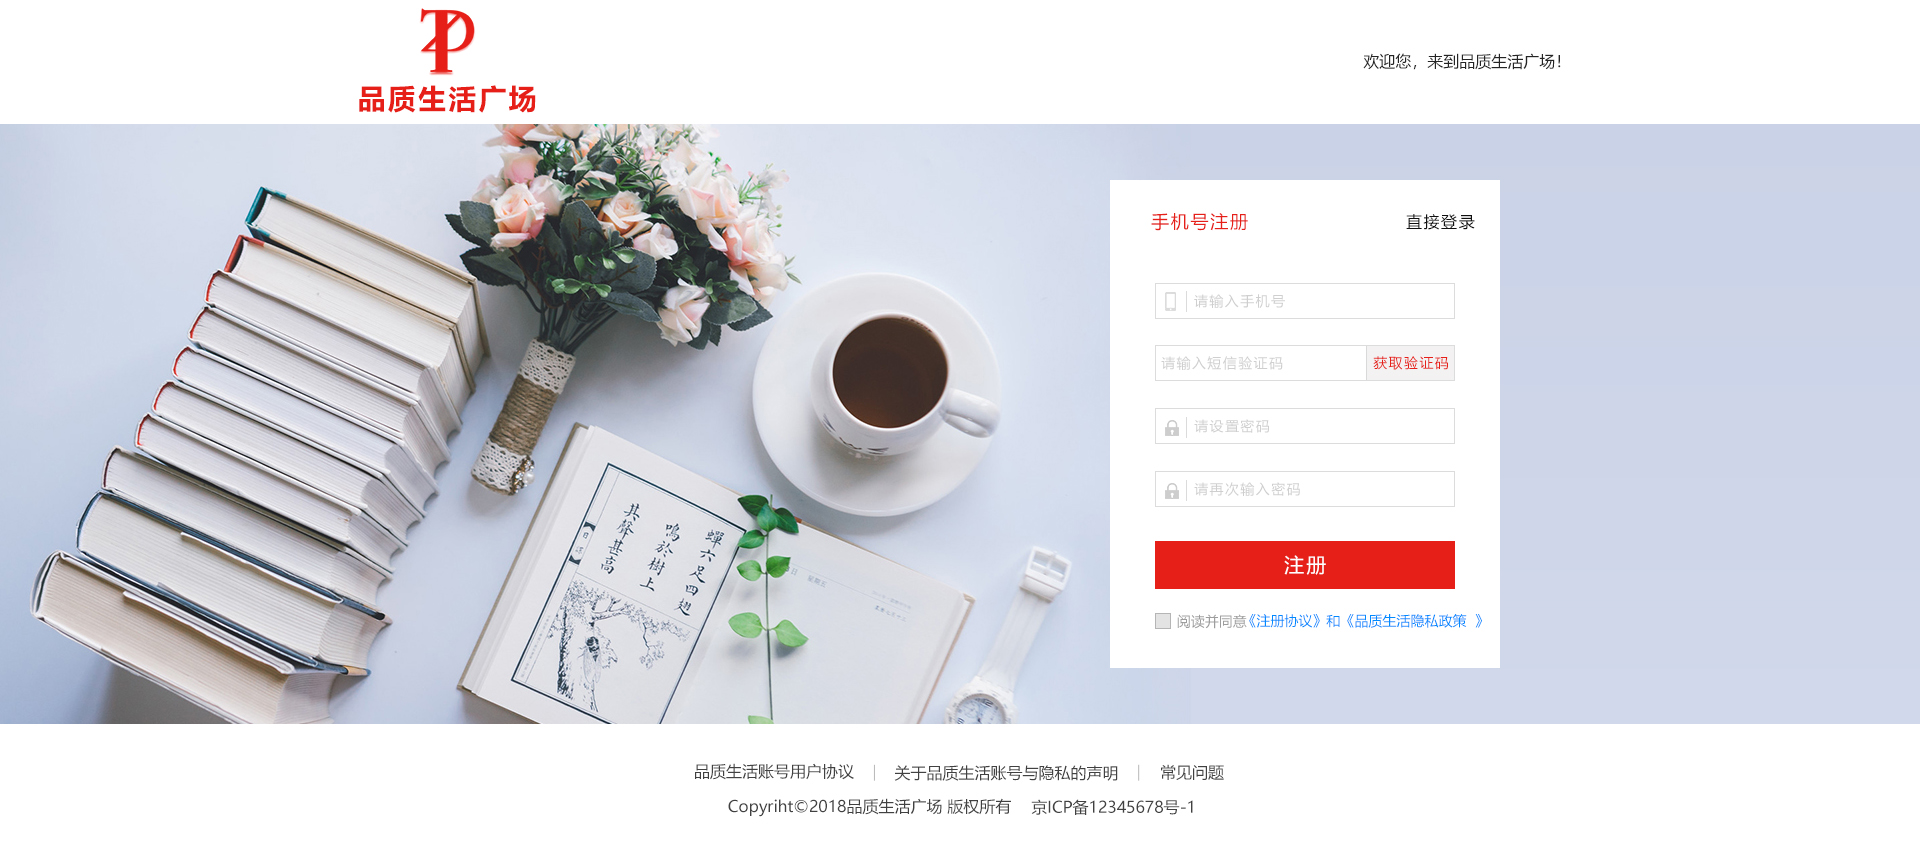 品质生活广场
欢迎您，来到品质生活广场！
手机号注册
直接登录
请输入手机号
请输入短信验证码
获取验证码
请设置密码
请再次输入密码
注册
阅读并同意《注册协议》和《品质生活隐私政策 》
蟬六足四翅
鳴於樹上
其聲甚高
品质生活账号用户协议 | 关于品质生活账号与隐私的声明 | 常见问题
Copyriht©2018品质生活广场 版权所有 京ICP备12345678号-1